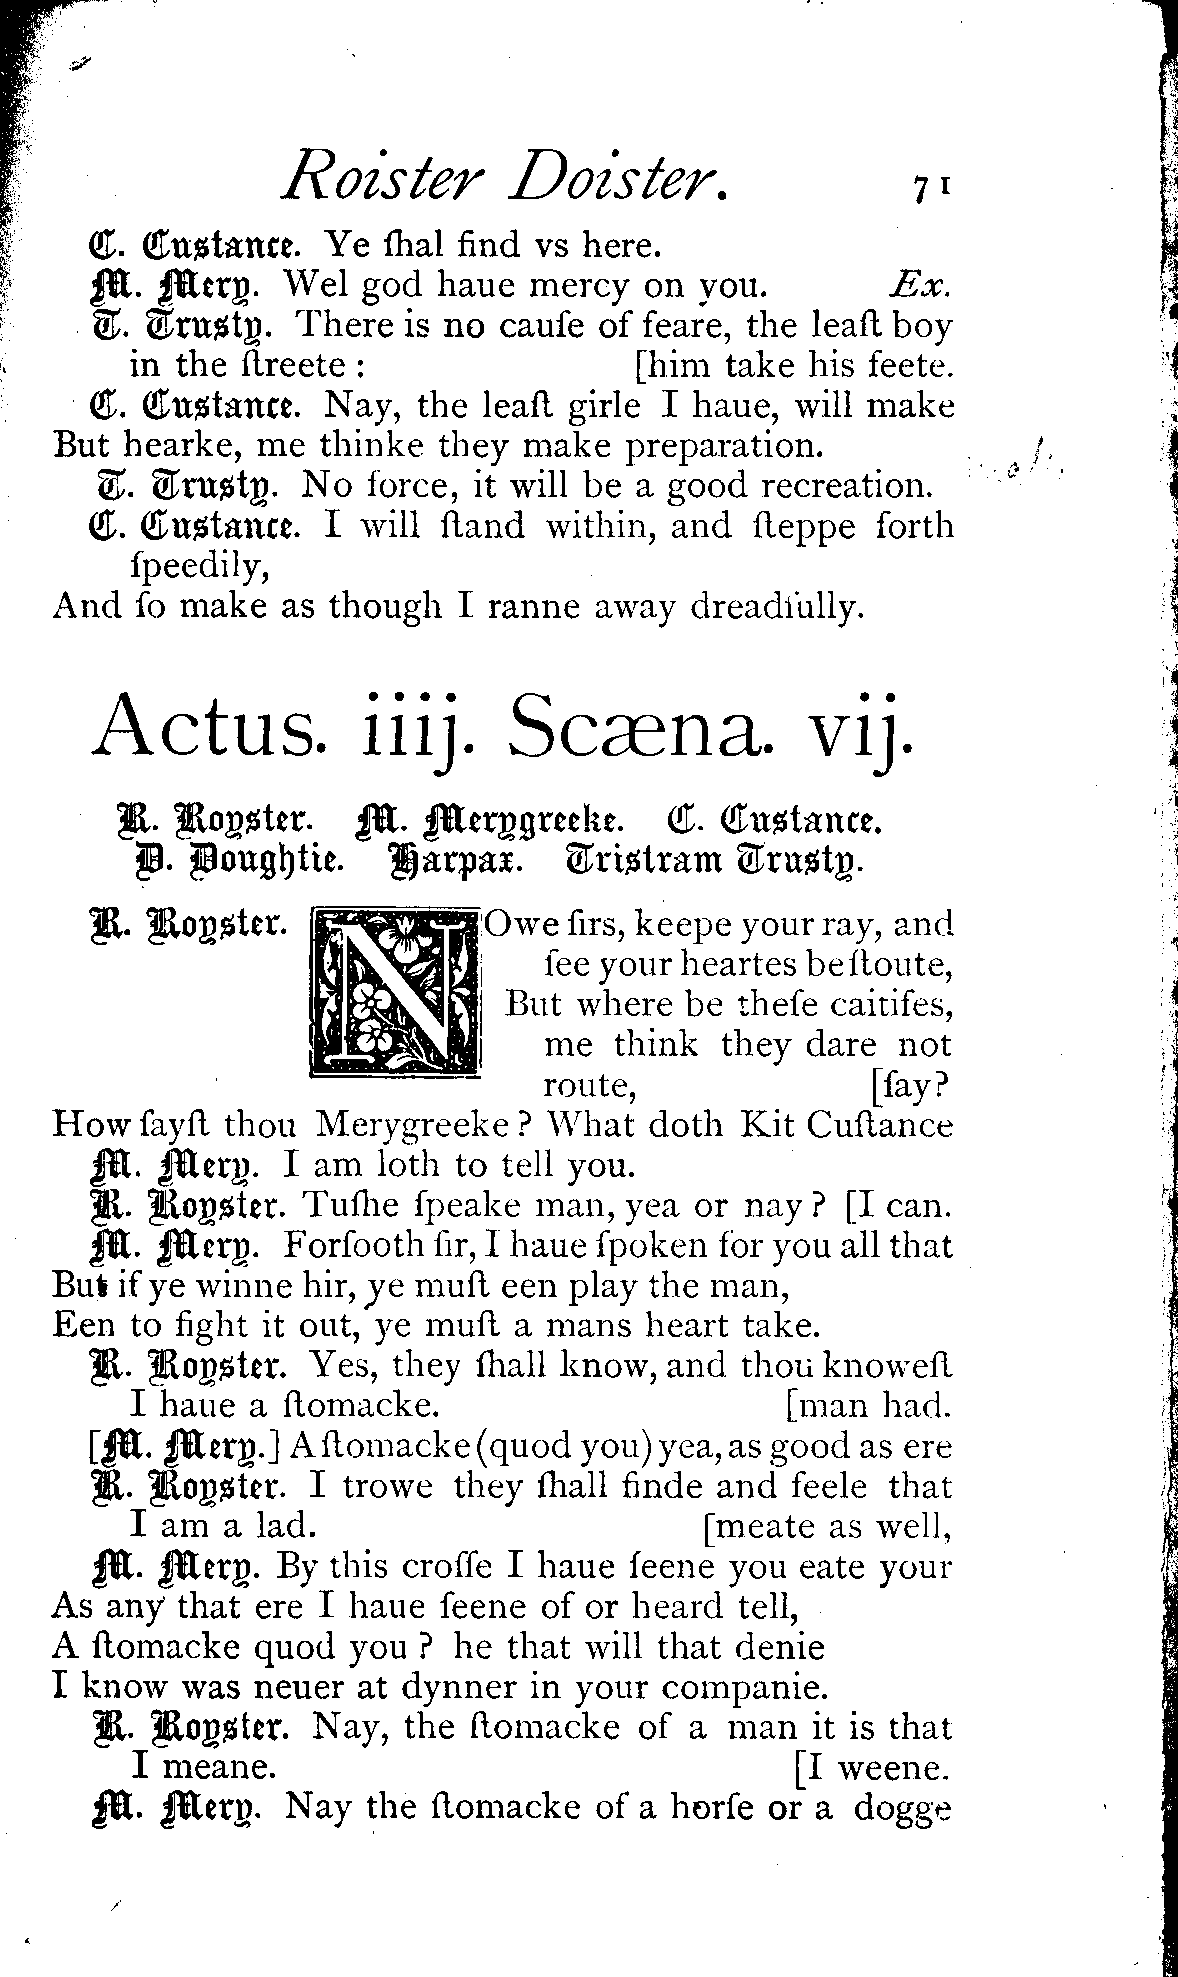 Roister Doister. 71
C. Custance. Ye ſhal find vs here.
M. Mery. Wel god haue mercy on you. Ex.
T. Trusty. There is no cauſe of feare, the leaſt boy
in the ſtreete : [him take his feete.
C. Custance. Nay, the leaſt girle I haue, will make
But hearke, me thinke they make preparation.
T. Trusty. No force, it will be a good recreation.
C. Custance. I will ſtand within, and ſteppe forth
ſpeedily,
And ſo make as though I ranne away dreadfully.
Actus. iiij. Scæna. vij.
R. Royster. M. Merygreeke. C. Custance.
D. Doughtie. Harpax. Tristram Trusty.
R. Royster. NOwe ſirs, keepe your ray, and
ſee your heartes be ſtoute,
But where be theſe caitifes,
me think they dare not
route, [ſay?
How ſayſt thou Merygreeke? What doth Kit Cuſtance
M. Mery. I am loth to tell you.
R. Royster. Tuſhe ſpeake man, yea or nay? [I can.
M. Mery. Forſooth ſir, I haue ſpoken for you all that
But if ye winne hir, ye muſt een play the man,
Een to fight it out, ye muſt a mans heart take.
R. Royster. Yes, they ſhall know, and thou knoweſt
I haue a ſtomacke. [man had.
[M. Mery.] A ſtomacke (quod you) yea, as good as ere
R. Royster. I trowe they ſhall finde and feele that
I am a lad. [meate as well,
M. Mery. By this croſſe I haue ſeene you eate your
As any that ere I haue ſeene of or heard tell,
A ſtomacke quod you ? he that will that denie
I know was neuer at dynner in your companie.
R. Royster. Nay, the ſtomacke of a man it is that
I meane. [I weene.
M. Mery. Nay the ſtomacke of a horſe or a dogge